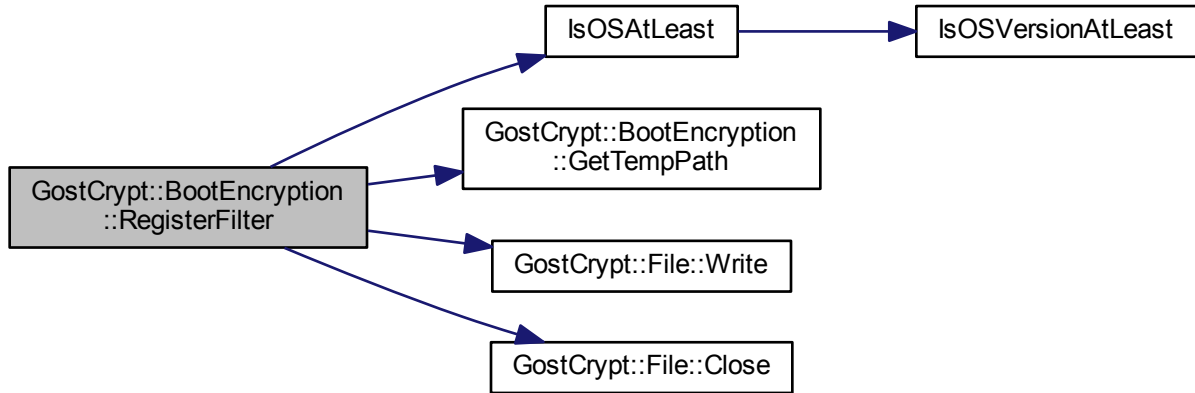 IsOSAtLeast
IsOSVersionAtLeast
GostCrypt::BootEncryption
::GetTempPath
GostCrypt::BootEncryption
::RegisterFilter
GostCrypt::File::Write
GostCrypt::File::Close